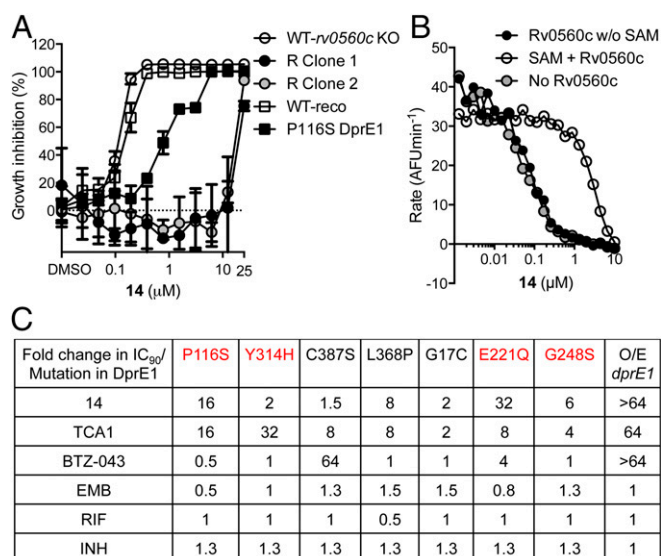 A
Growth inhibition (%)
120
100
80
60
40
20
0
DMSO
0.1
1
10
25
14 (μM)
WT-rv0560c KO
R Clone 1
R Clone 2
WT-reco
P116S DprE1
B
Rate (AFUmin⁻¹)
50
40
30
20
10
0
-10
0.01
0.1
1
10
14 (μM)
Rv0560c w/o SAM
SAM + Rv0560c
No Rv0560c
C
Fold change in IC₉₀/ Mutation in DprE1 P116S Y314H C387S L368P G17C E221Q G248S O/E dprE1
14 16 2 1.5 8 2 32 6 >64
TCA1 16 32 8 8 2 8 4 64
BTZ-043 0.5 1 64 1 1 4 1 >64
EMB 0.5 1 1.3 1.5 1.5 0.8 1.3 1
RIF 1 1 1 0.5 1 1 1 1
INH 1.3 1.3 1.3 1.3 1.3 1.3 1.3 1